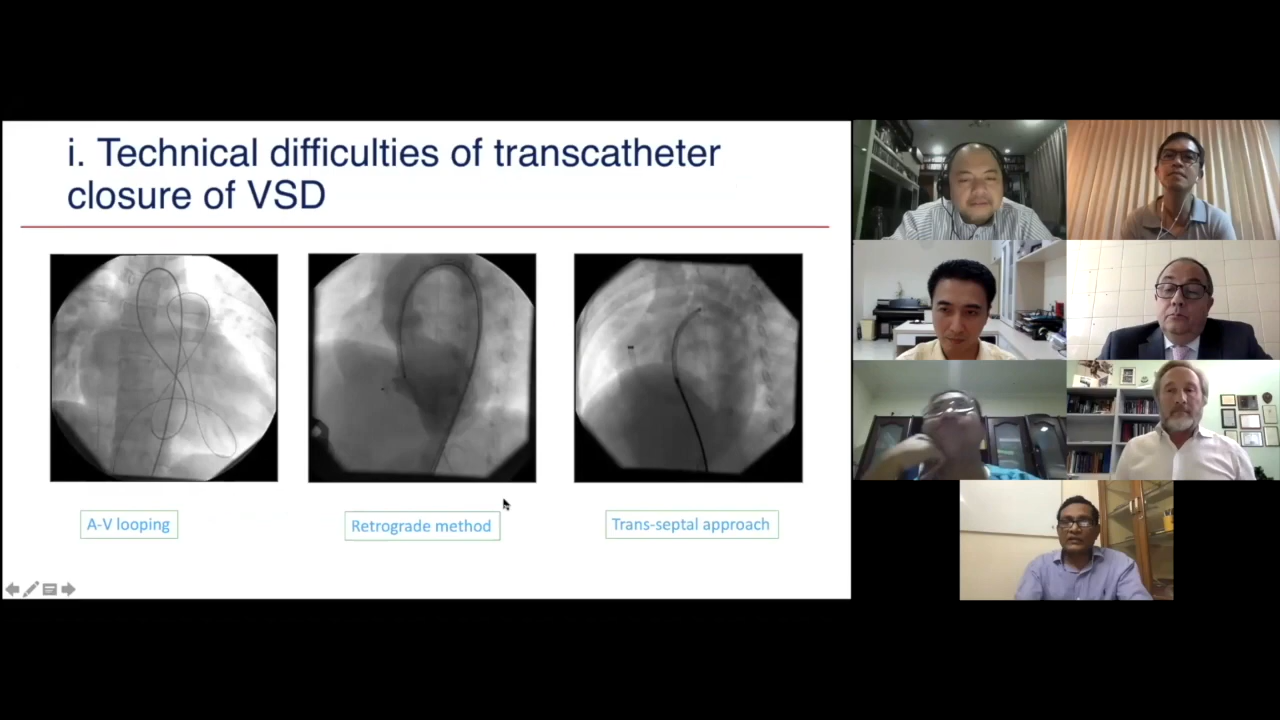 i. Technical difficulties of transcatheter
closure of VSD
A-V looping
Retrograde method
Trans-septal approach